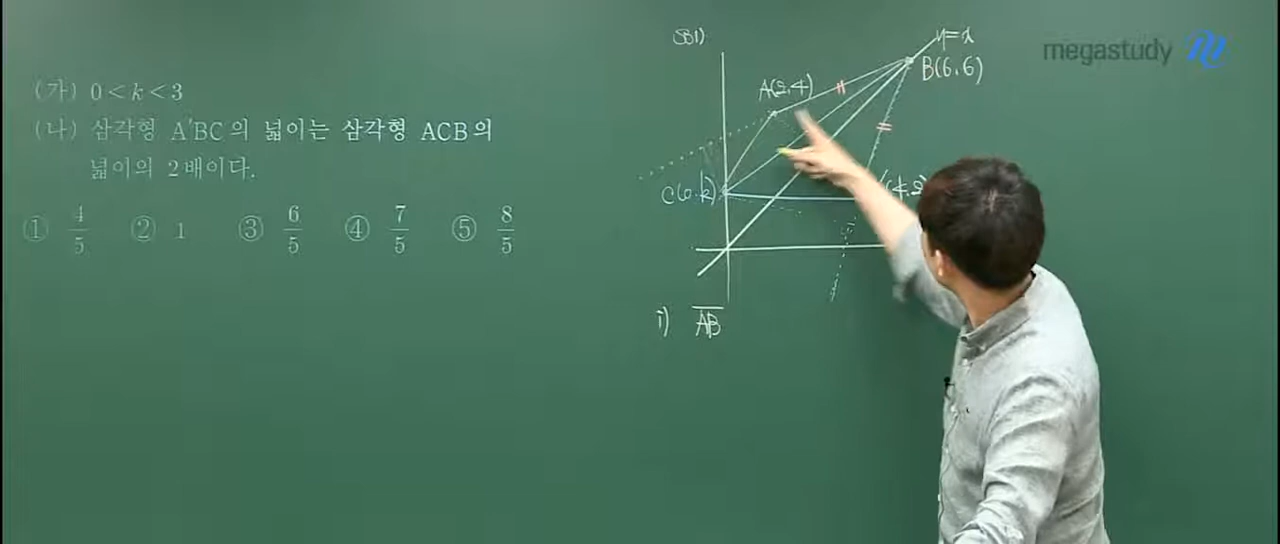 (가) 0 < k < 3
(나) 삼각형 A′BC의 넓이는 삼각형 ACB의
넓이의 2배이다.
① 4/5 ② 1 ③ 6/5 ④ 7/5 ⑤ 8/5
megastudy
y=x
B(6,6)
A(2,4)
i) AB